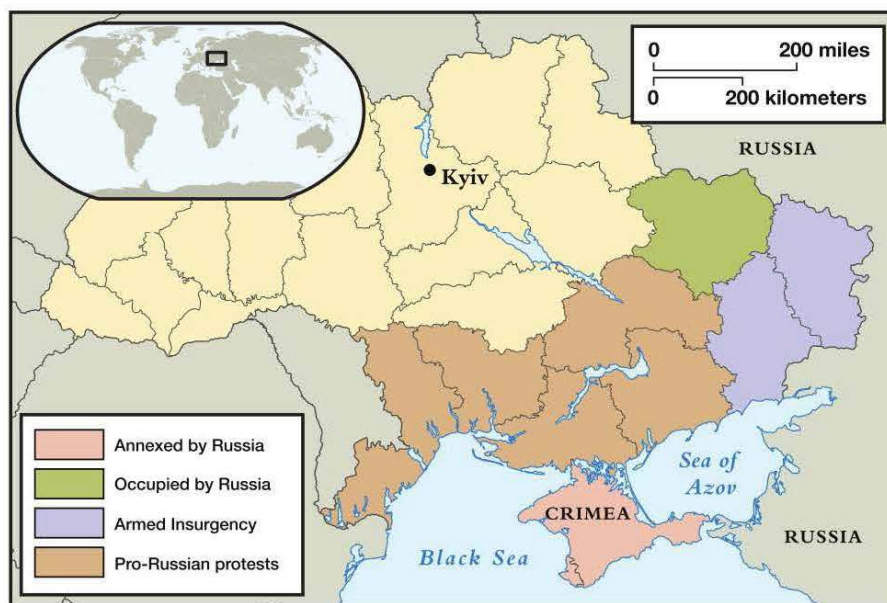 0 200 miles
0 200 kilometers
RUSSIA
Kyiv
Annexed by Russia
Occupied by Russia
Armed Insurgency
Pro-Russian protests
Sea of
Azov
CRIMEA
RUSSIA
Black Sea